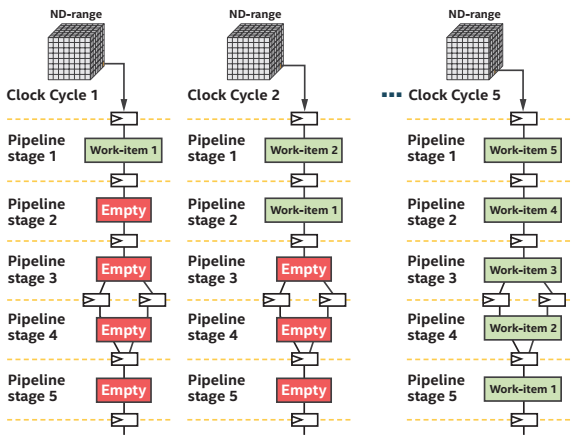 ND-range
Clock Cycle 1
Pipeline
stage 1
Work-item 1
Pipeline
stage 2
Empty
Pipeline
stage 3
Empty
Pipeline
stage 4
Empty
Pipeline
stage 5
Empty
ND-range
Clock Cycle 2
Pipeline
stage 1
Work-item 2
Pipeline
stage 2
Work-item 1
Pipeline
stage 3
Empty
Pipeline
stage 4
Empty
Pipeline
stage 5
Empty
ND-range
Clock Cycle 5
Pipeline
stage 1
Work-item 5
Pipeline
stage 2
Work-item 4
Pipeline
stage 3
Work-item 3
Pipeline
stage 4
Work-item 2
Pipeline
stage 5
Work-item 1